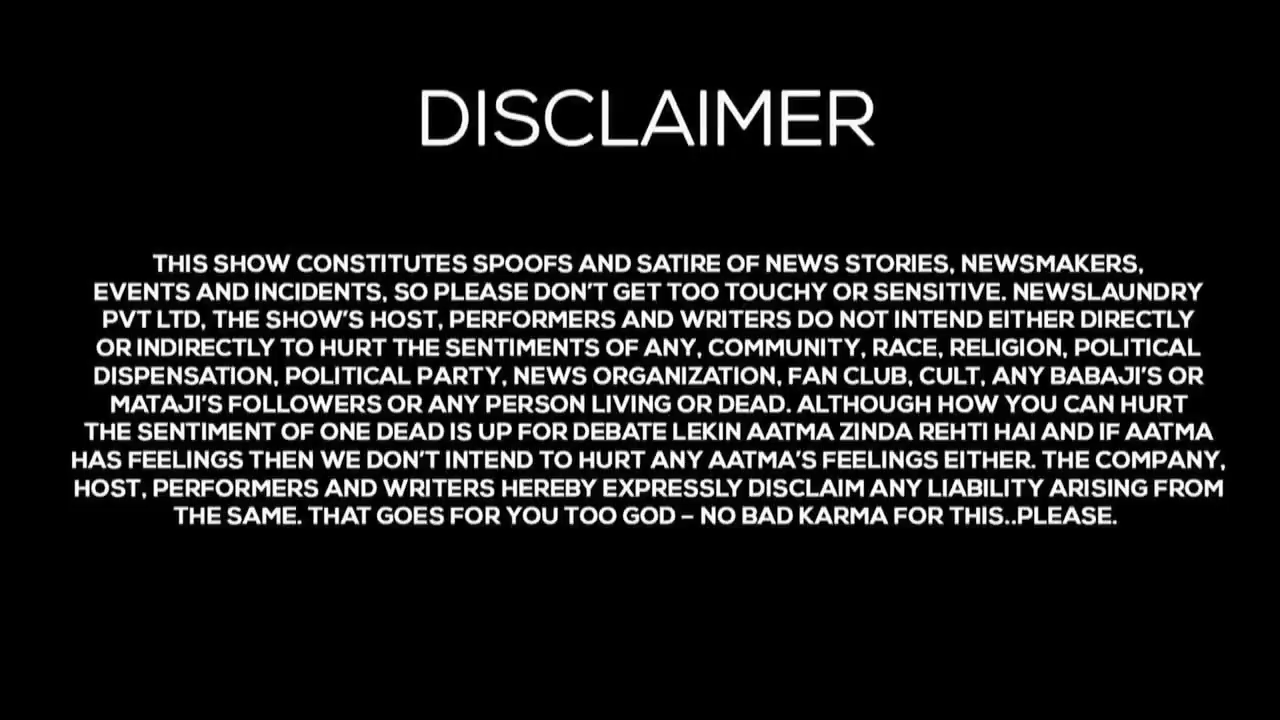 DISCLAIMER
THIS SHOW CONSTITUTES SPOOFS AND SATIRE OF NEWS STORIES, NEWSMAKERS,
EVENTS AND INCIDENTS, SO PLEASE DON'T GET TOO TOUCHY OR SENSITIVE. NEWSLAUNDRY
PVT LTD, THE SHOW'S HOST, PERFORMERS AND WRITERS DO NOT INTEND EITHER DIRECTLY
OR INDIRECTLY TO HURT THE SENTIMENTS OF ANY, COMMUNITY, RACE, RELIGION, POLITICAL
DISPENSATION, POLITICAL PARTY, NEWS ORGANIZATION, FAN CLUB, CULT, ANY BABAJI'S OR
MATAJI'S FOLLOWERS OR ANY PERSON LIVING OR DEAD. ALTHOUGH HOW YOU CAN HURT
THE SENTIMENT OF ONE DEAD IS UP FOR DEBATE LEKIN AATMA ZINDA REHTI HAI AND IF AATMA
HAS FEELINGS THEN WE DON'T INTEND TO HURT ANY AATMA'S FEELINGS EITHER. THE COMPANY,
HOST, PERFORMERS AND WRITERS HEREBY EXPRESSLY DISCLAIM ANY LIABILITY ARISING FROM
THE SAME. THAT GOES FOR YOU TOO GOD – NO BAD KARMA FOR THIS..PLEASE.